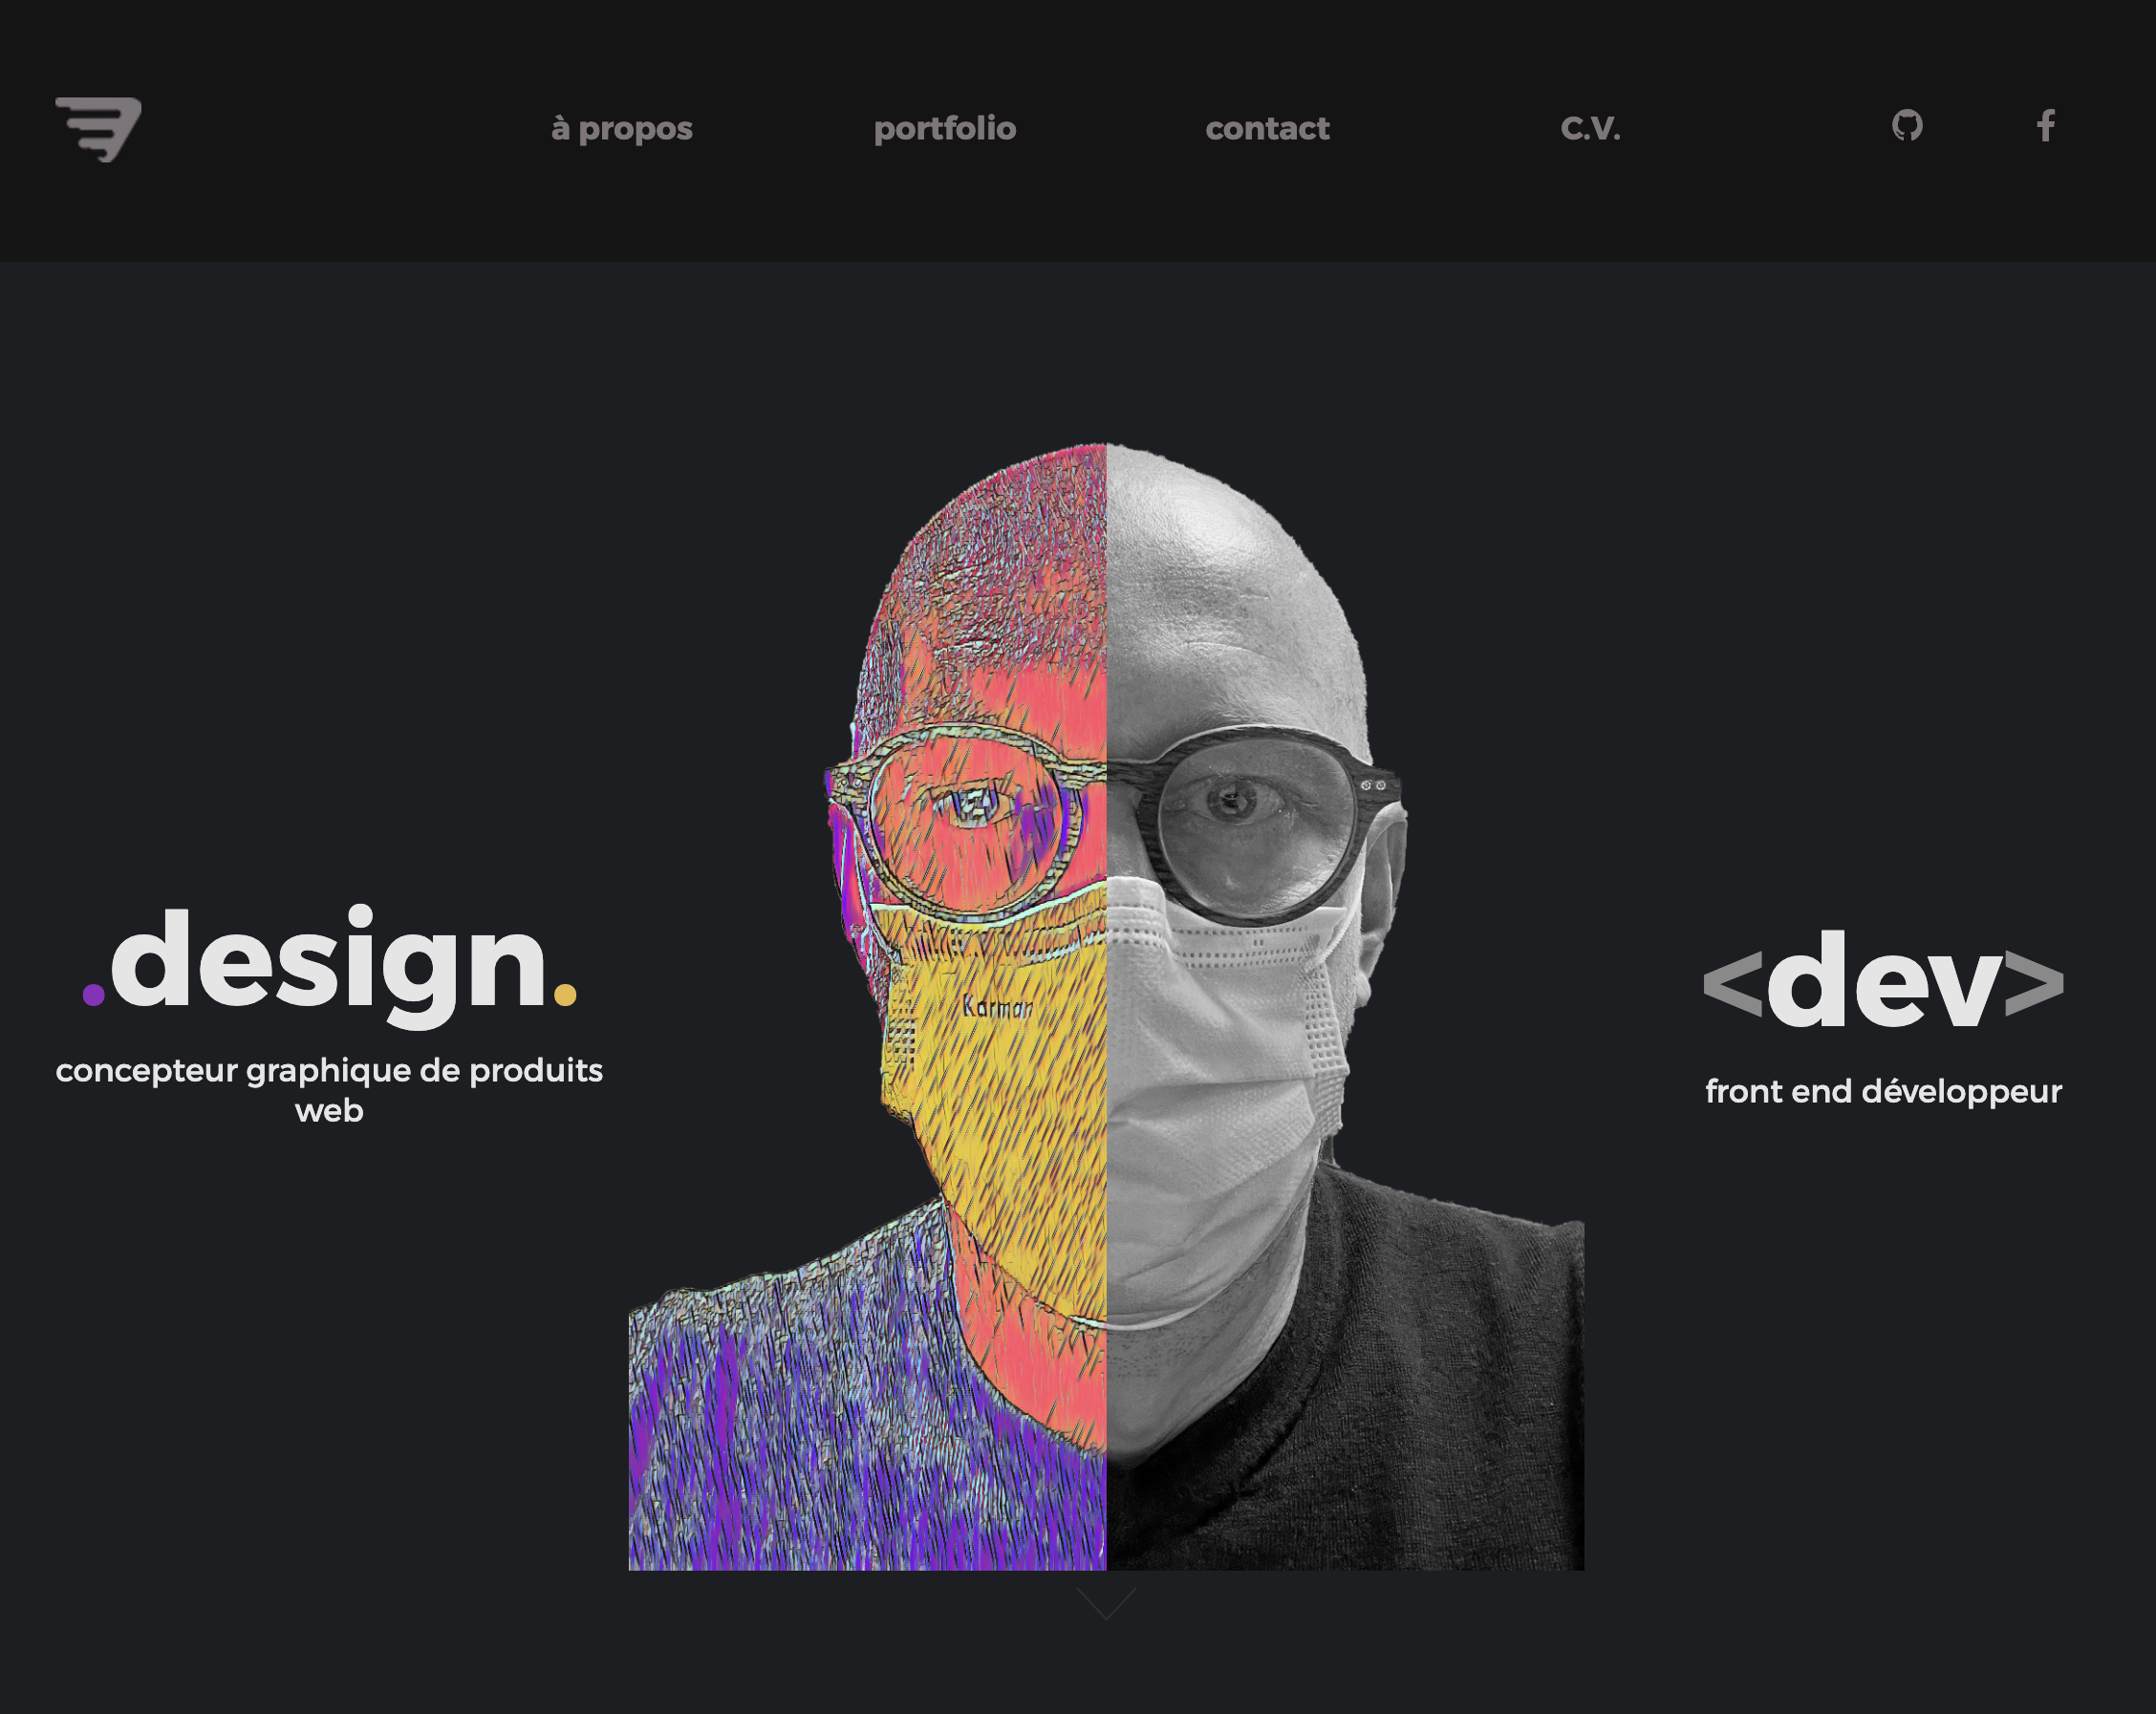 à propos portfolio contact C.V.
.design.
concepteur graphique de produits
web
<dev>
front end développeur
Karman